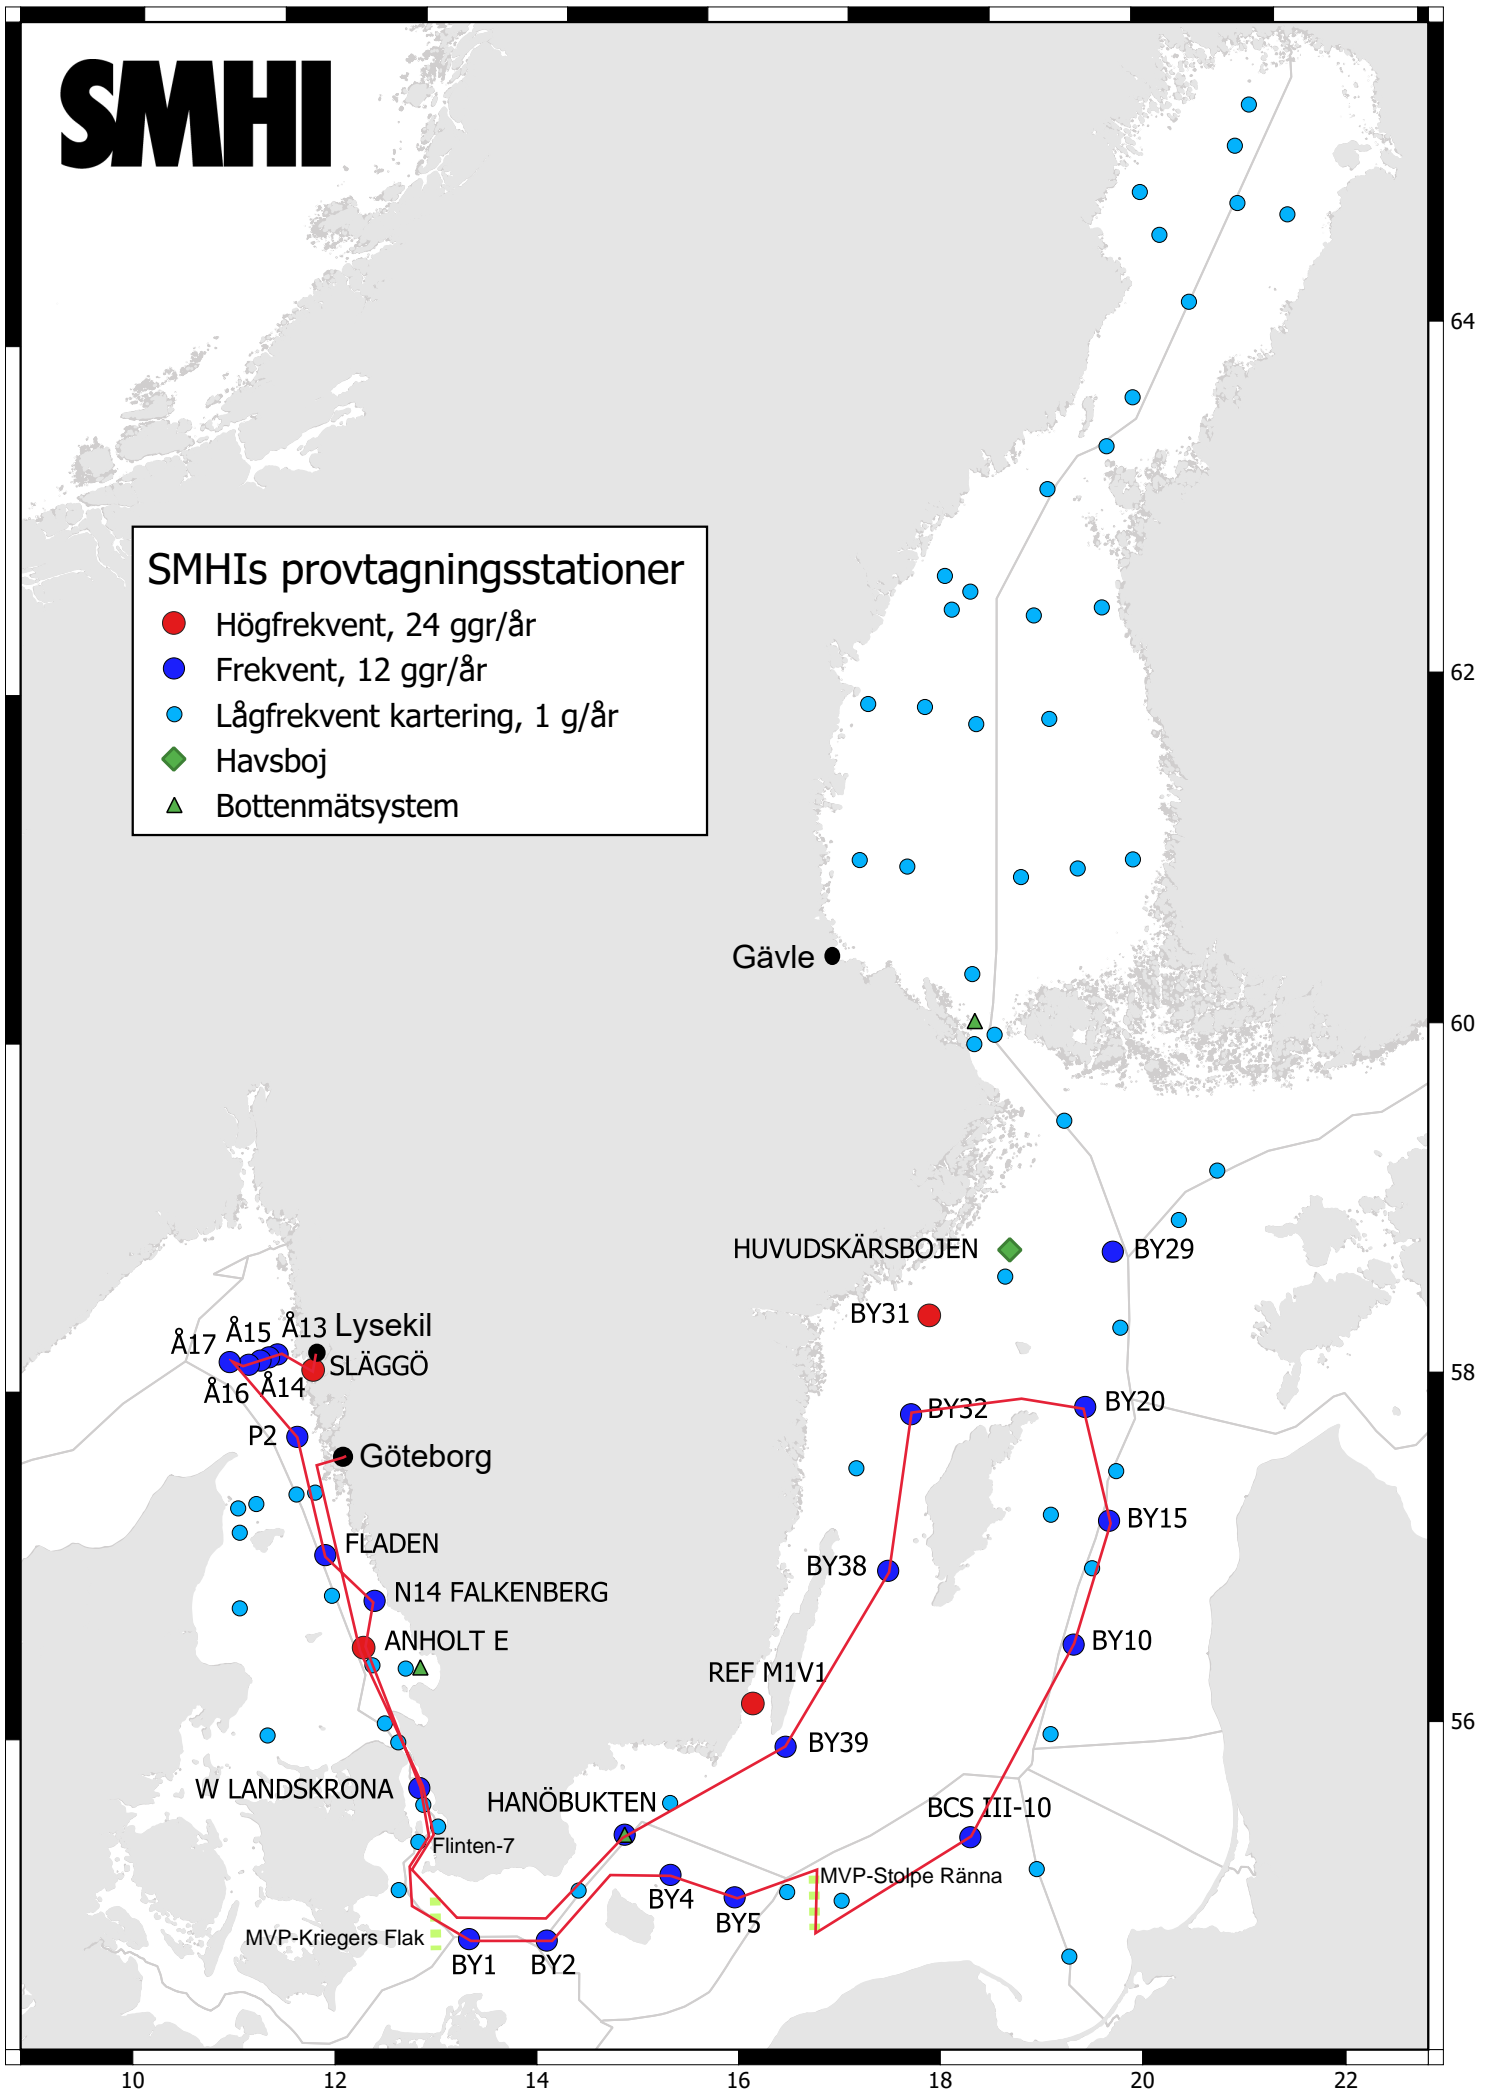 SMHI
64
SMHIs provtagningsstationer
Högfrekvent, 24 ggr/år
Frekvent, 12 ggr/år
Lågfrekvent kartering, 1 g/år
Havsboj
Bottenmätsystem
62
Gävle
60
HUVUDSKÄRSBOJEN
BY29
BY31
Å17
Å15
Å13
Lysekil
SLÄGGÖ
Å16
Å14
58
BY32
BY20
P2
Göteborg
BY15
FLADEN
BY38
N14 FALKENBERG
ANHOLT E
BY10
REF M1V1
56
BY39
W LANDSKRONA
HANÖBUKTEN
BCS III-10
Flinten-7
MVP-Stolpe Ränna
BY4
BY5
MVP-Kriegers Flak
BY1
BY2
10
12
14
16
18
20
22